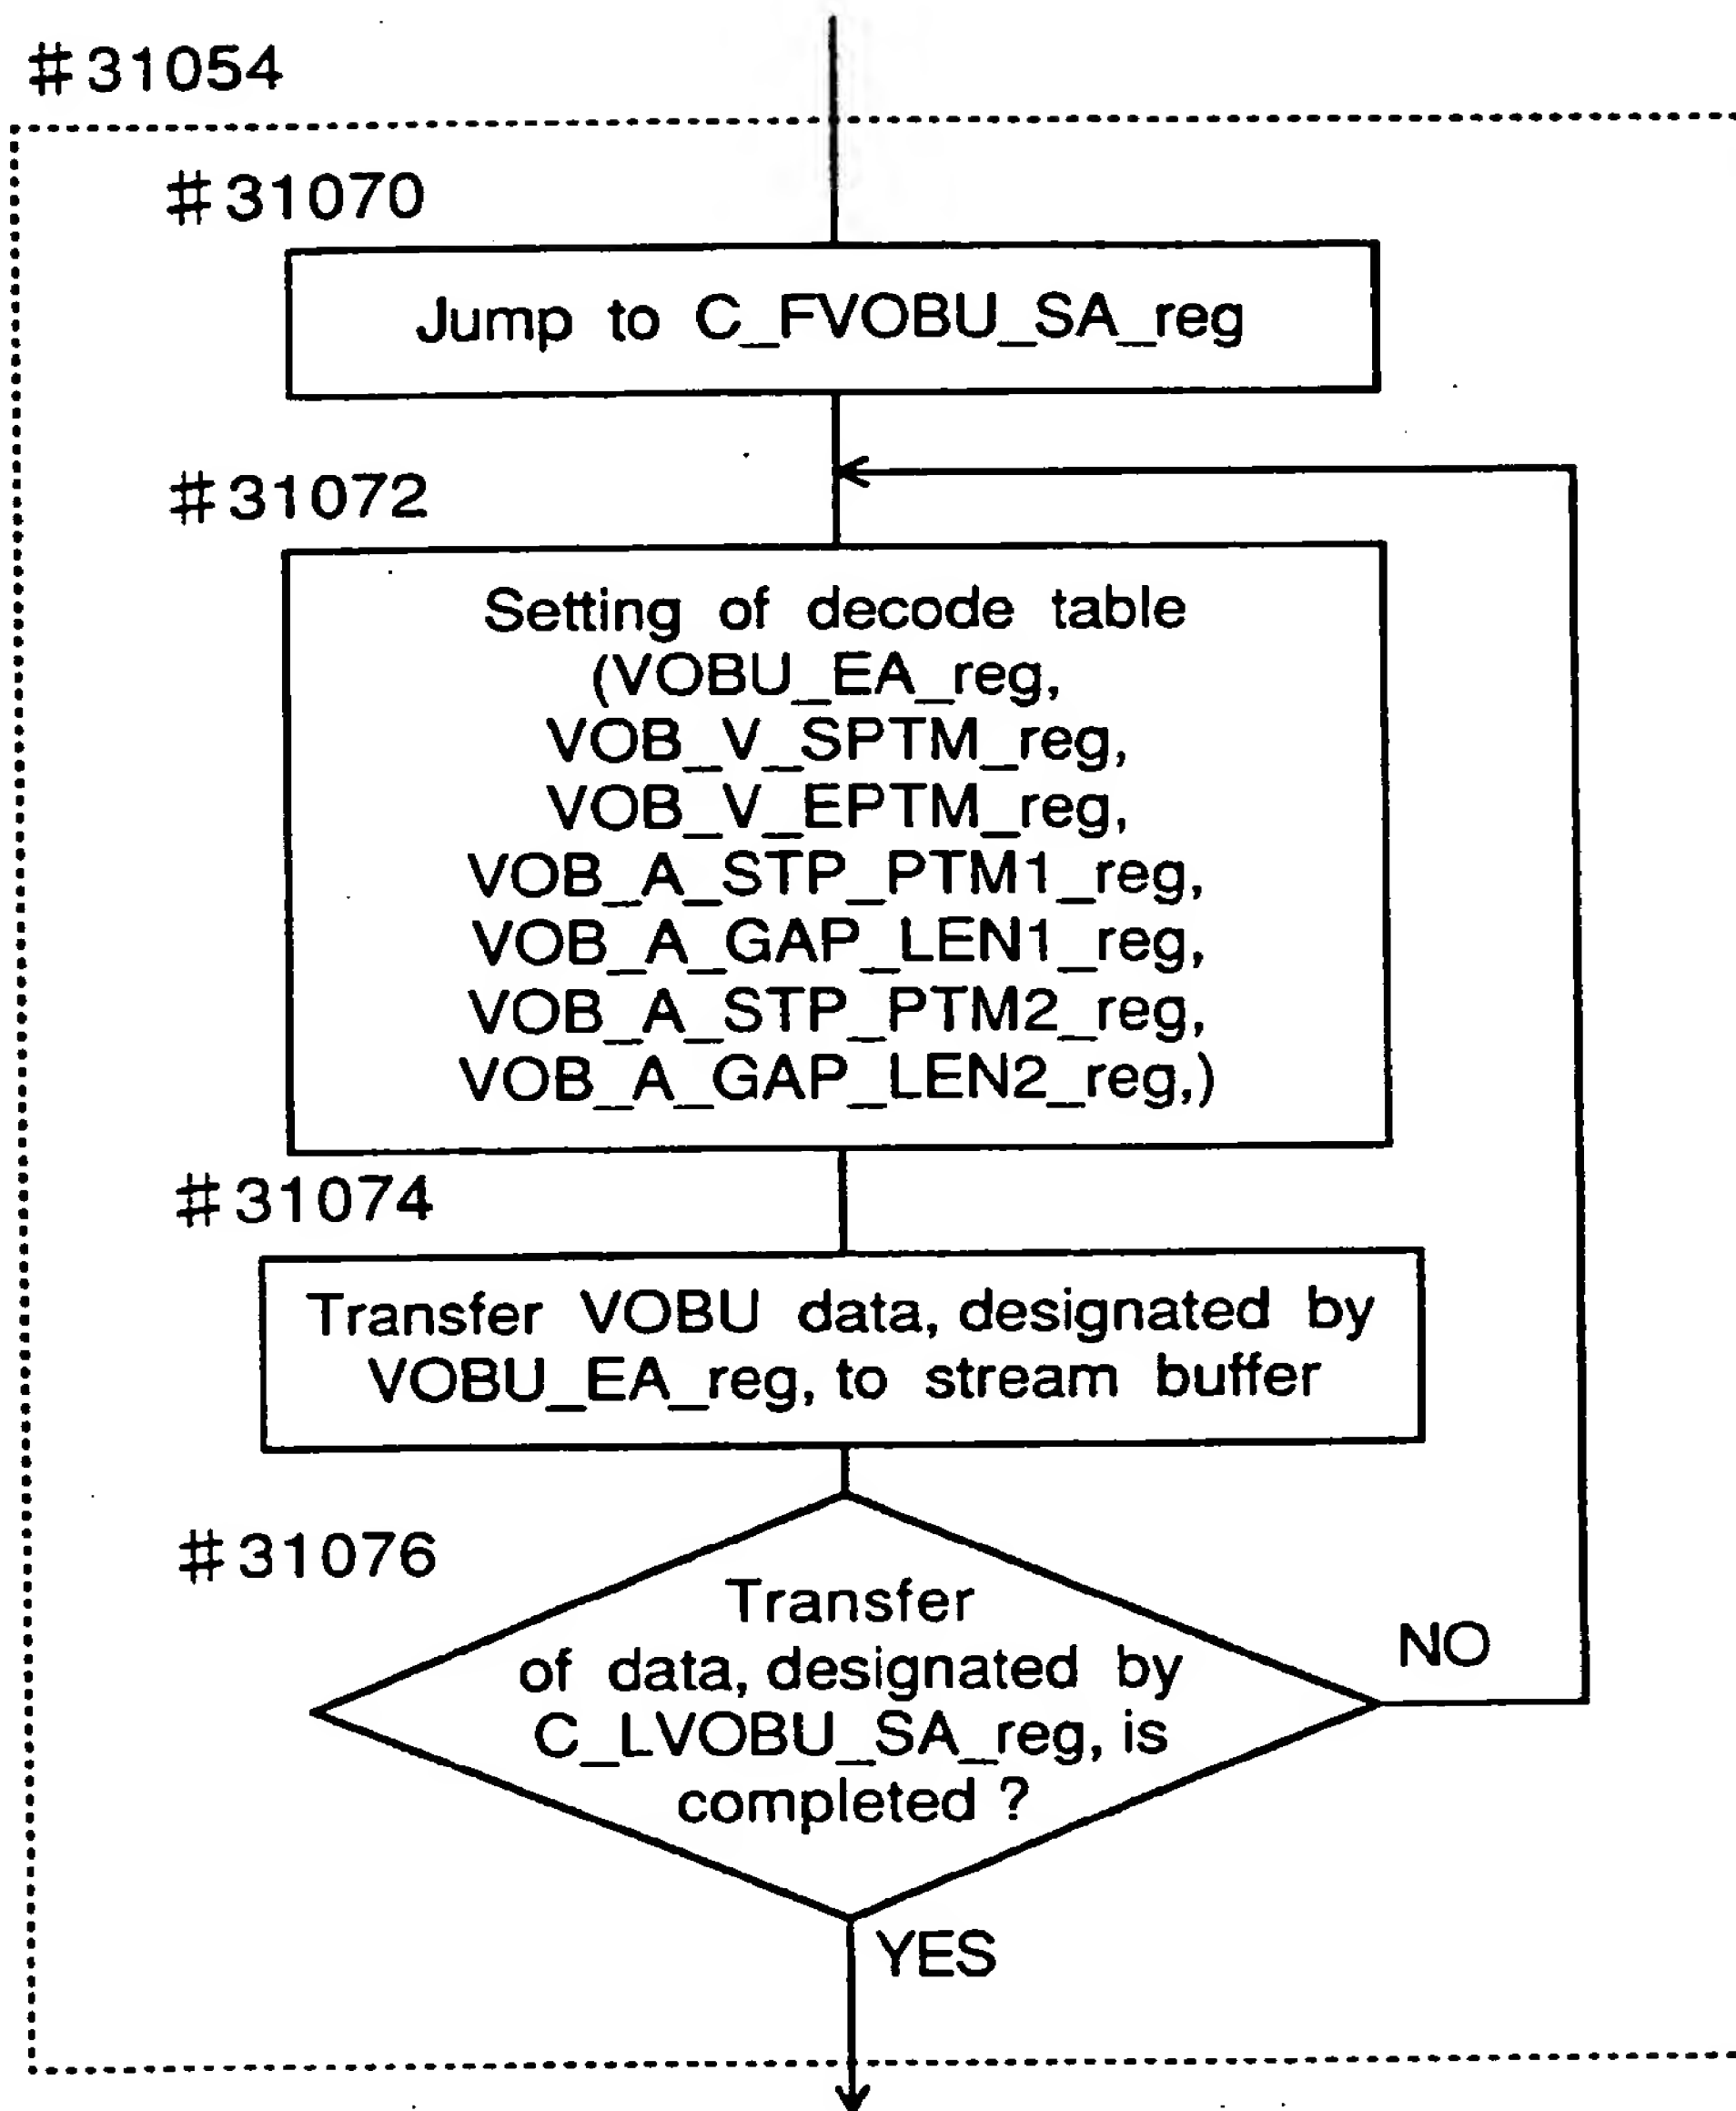 #31054
#31070
Jump to C_FVOBU_SA_reg
#31072
Setting of decode table
(VOBU_EA_reg,
VOB_V_SPTM_reg,
VOB_V_EPTM_reg,
VOB_A_STP_PTM1_reg,
VOB_A_GAP_LEN1_reg,
VOB_A_STP_PTM2_reg,
VOB_A_GAP_LEN2_reg,)
#31074
Transfer VOBU data, designated by
VOBU_EA_reg, to stream buffer
#31076
Transfer
of data, designated by
C_LVOBU_SA_reg, is
completed ?
NO
YES